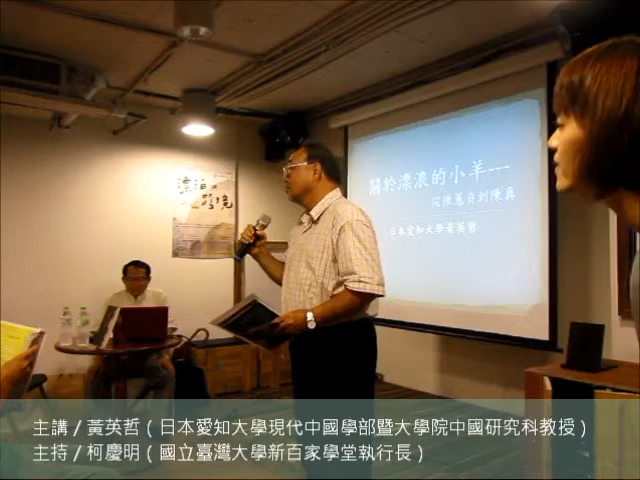 關於漂浪的小羊---
從陳蕙貞到陳真
日本愛知大學黃英哲
主講 / 黃英哲 ( 日本愛知大學現代中國學部暨大學院中國研究科教授 )
主持 / 柯慶明 ( 國立臺灣大學新百家學堂執行長 )